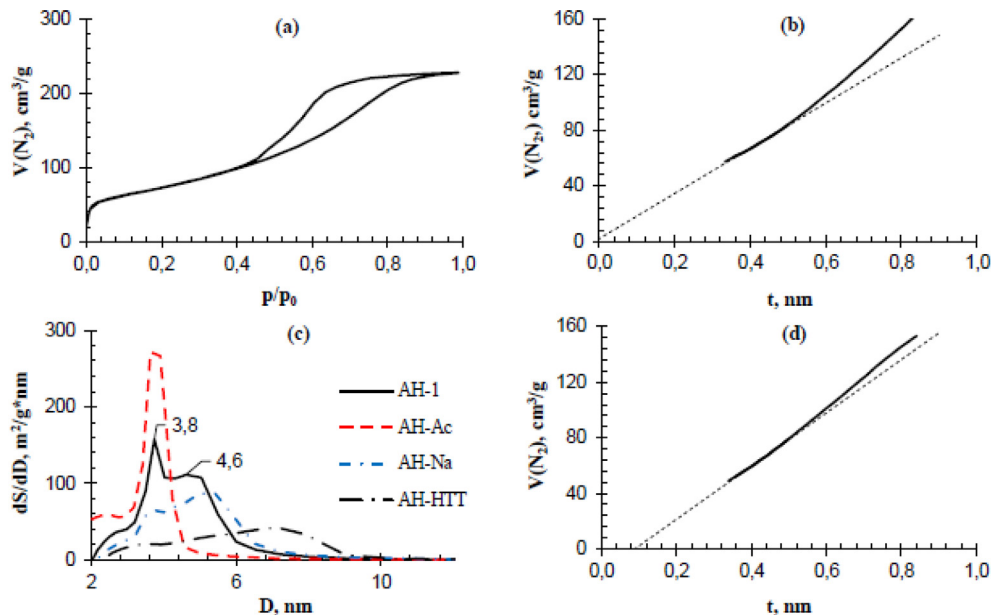 (a)
V(N₂), cm³/g
300
200
100
0
0,0 0,2 0,4 0,6 0,8 1,0
p/p₀
(b)
V(N₂,) cm³/g
160
120
80
40
0
0,0 0,2 0,4 0,6 0,8 1,0
t, nm
(c)
dS/dD, m²/g*nm
300
200
100
0
3,8
4,6
AH-1
AH-Ac
AH-Na
AH-HTT
2 6 10
D, nm
(d)
V(N₂), cm³/g
160
120
80
40
0
0,0 0,2 0,4 0,6 0,8 1,0
t, nm